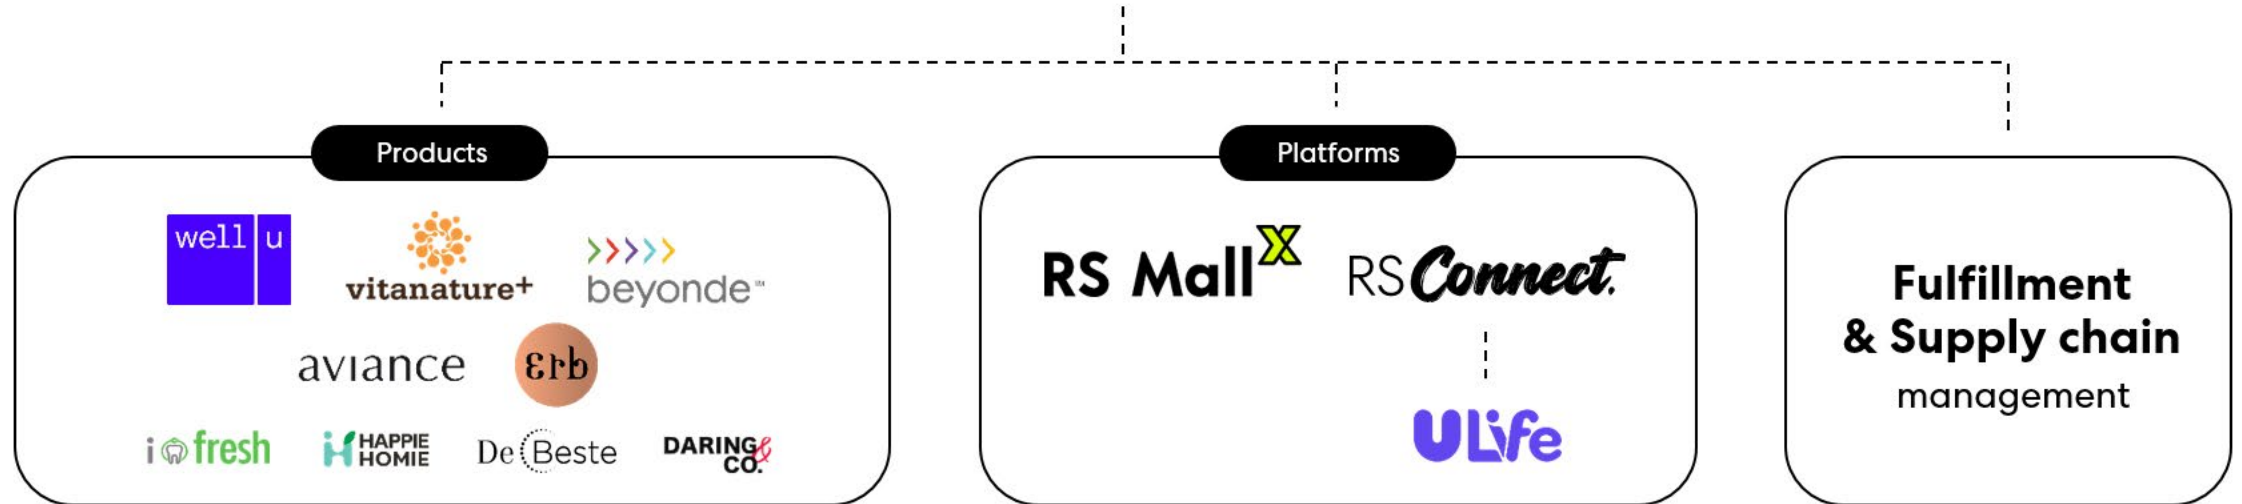 Products
well u
vitanature+
beyonde™
aviance
erb
i fresh
HAPPIE
HOMIE
De Beste
DARING &
CO.
Platforms
RS Mall X
RS Connect.
ULife
Fulfillment
& Supply chain
management